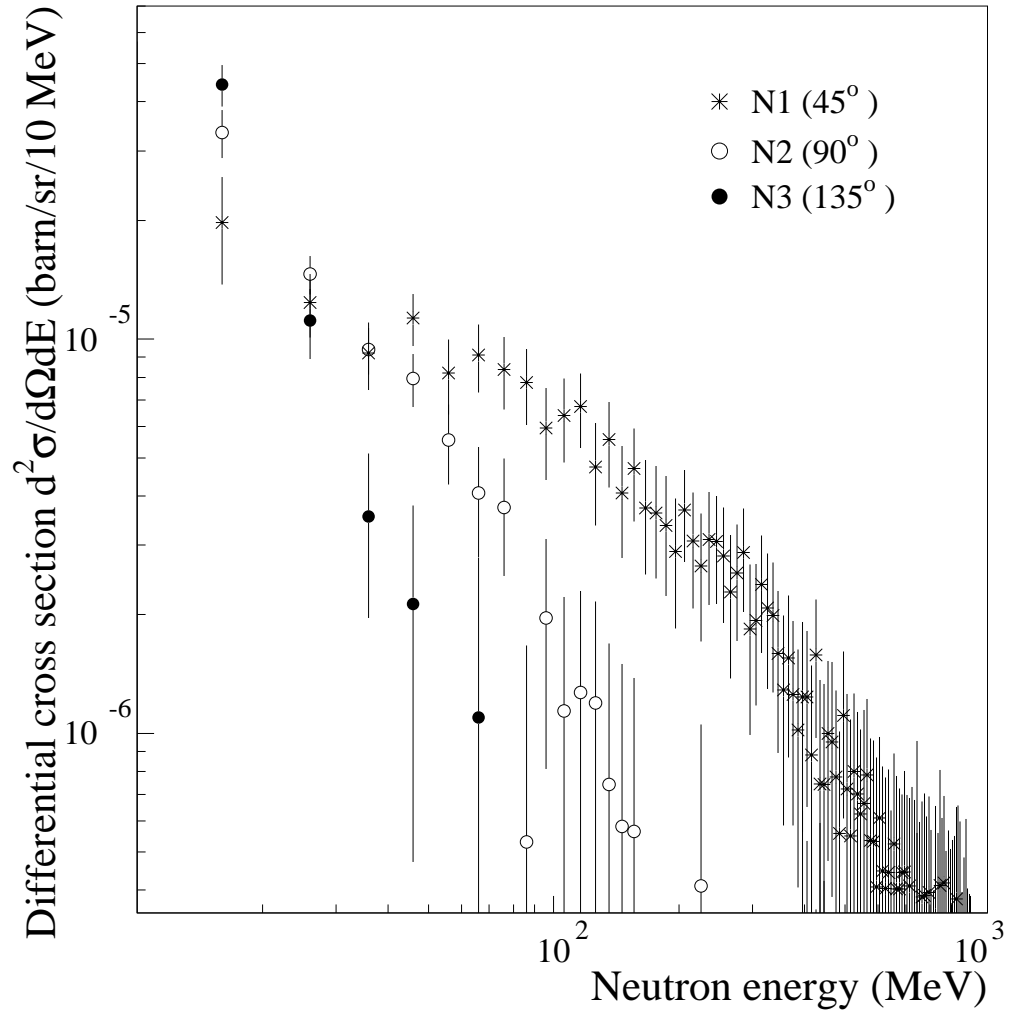 Differential cross section d²σ/dΩdE (barn/sr/10 MeV)
N1 (45° )
N2 (90° )
N3 (135° )
10⁻⁵
10⁻⁶
10²
10³
Neutron energy (MeV)